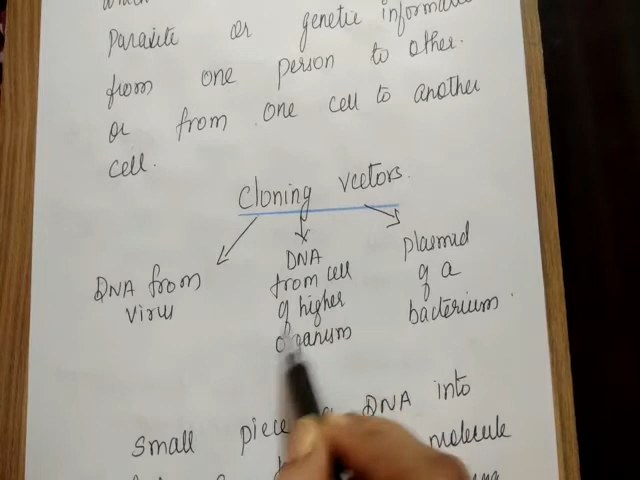 which
Parasite or genetic information
from one person to other.
or from one cell to another
cell.
Cloning vectors.
DNA from
virus
DNA
from cell
of higher
organism
plasmid
of a
bacterium.
Small piece DNA into
molecule